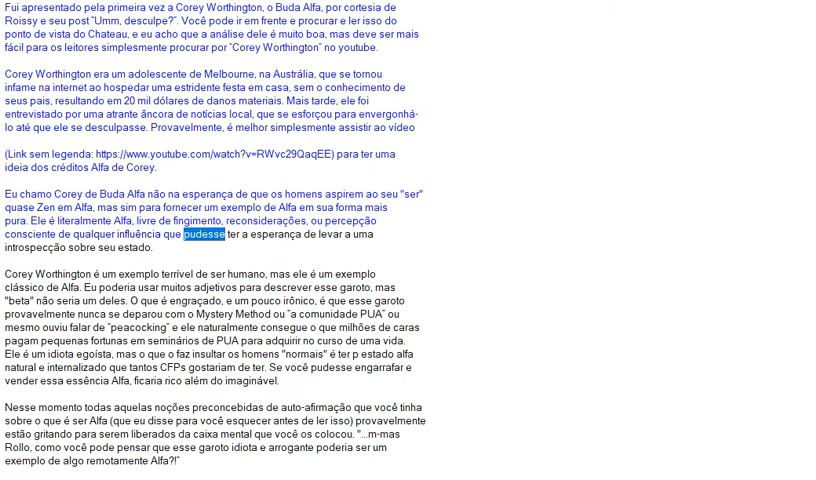 Fui apresentado pela primeira vez a Corey Worthington, o Buda Alfa, por cortesia de
Roissy e seu post "Umm, desculpe?". Você pode ir em frente e procurar e ler isso do
ponto de vista do Chateau, e eu acho que a análise dele é muito boa, mas deve ser mais
fácil para os leitores simplesmente procurar por "Corey Worthington" no youtube.
Corey Worthington era um adolescente de Melbourne, na Austrália, que se tornou
infame na internet ao hospedar uma estridente festa em casa, sem o conhecimento de
seus pais, resultando em 20 mil dólares de danos materiais. Mais tarde, ele foi
entrevistado por uma atrante âncora de notícias local, que se esforçou para envergonhá-
lo até que ele se desculpasse. Provavelmente, é melhor simplesmente assistir ao vídeo
(Link sem legenda: https://www.youtube.com/watch?v=RWvc29QaqEE) para ter uma
ideia dos créditos Alfa de Corey.
Eu chamo Corey de Buda Alfa não na esperança de que os homens aspirem ao seu "ser"
quase Zen em Alfa, mas sim para fornecer um exemplo de Alfa em sua forma mais
pura. Ele é literalmente Alfa, livre de fingimento, reconsiderações, ou percepção
consciente de qualquer influência que pudesse ter a esperança de levar a uma
introspecção sobre seu estado.
Corey Worthington é um exemplo terrível de ser humano, mas ele é um exemplo
clássico de Alfa. Eu poderia usar muitos adjetivos para descrever esse garoto, mas
"beta" não seria um deles. O que é engraçado, e um pouco irônico, é que esse garoto
provavelmente nunca se deparou com o Mystery Method ou "a comunidade PUA" ou
mesmo ouviu falar de "peacocking" e ele naturalmente consegue o que milhões de caras
pagam pequenas fortunas em seminários de PUA para adquirir no curso de uma vida.
Ele é um idiota egoísta, mas o que o faz insultar os homens "normais" é ter p estado alfa
natural e internalizado que tantos CFPs gostariam de ter. Se você pudesse engarrafar e
vender essa essência Alfa, ficaria rico além do imaginável.
Nesse momento todas aquelas noções preconcebidas de auto-afirmação que você tinha
sobre o que é ser Alfa (que eu disse para você esquecer antes de ler isso) provavelmente
estão gritando para serem liberados da caixa mental que você os colocou. "...m-mas
Rollo, como você pode pensar que esse garoto idiota e arrogante poderia ser um
exemplo de algo remotamente Alfa?!"